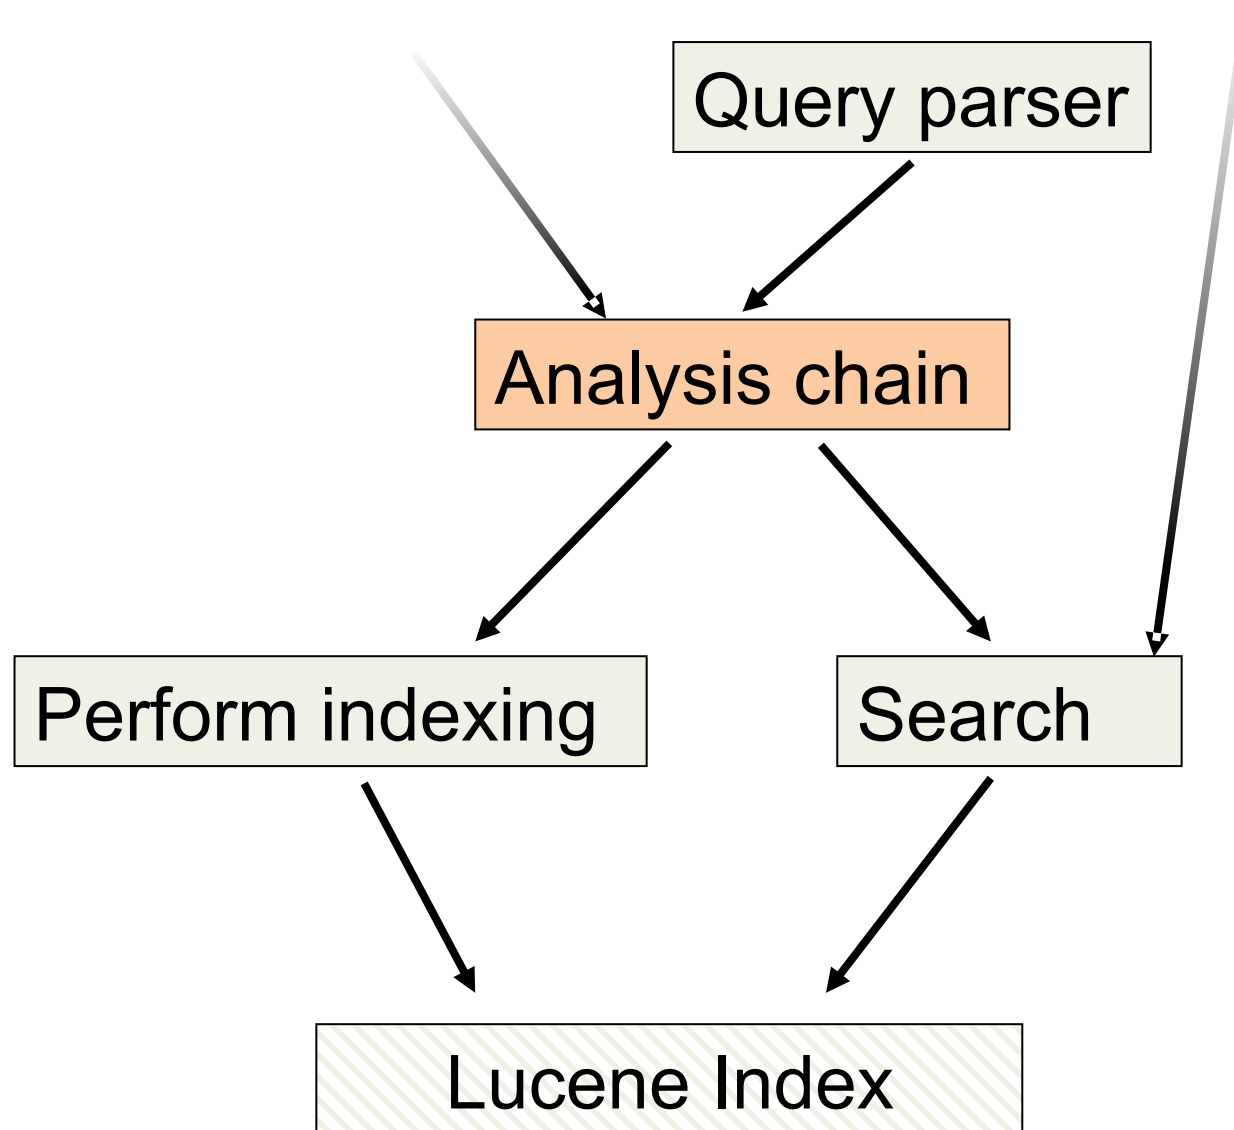 Query parser
Analysis chain
Perform indexing
Search
Lucene Index